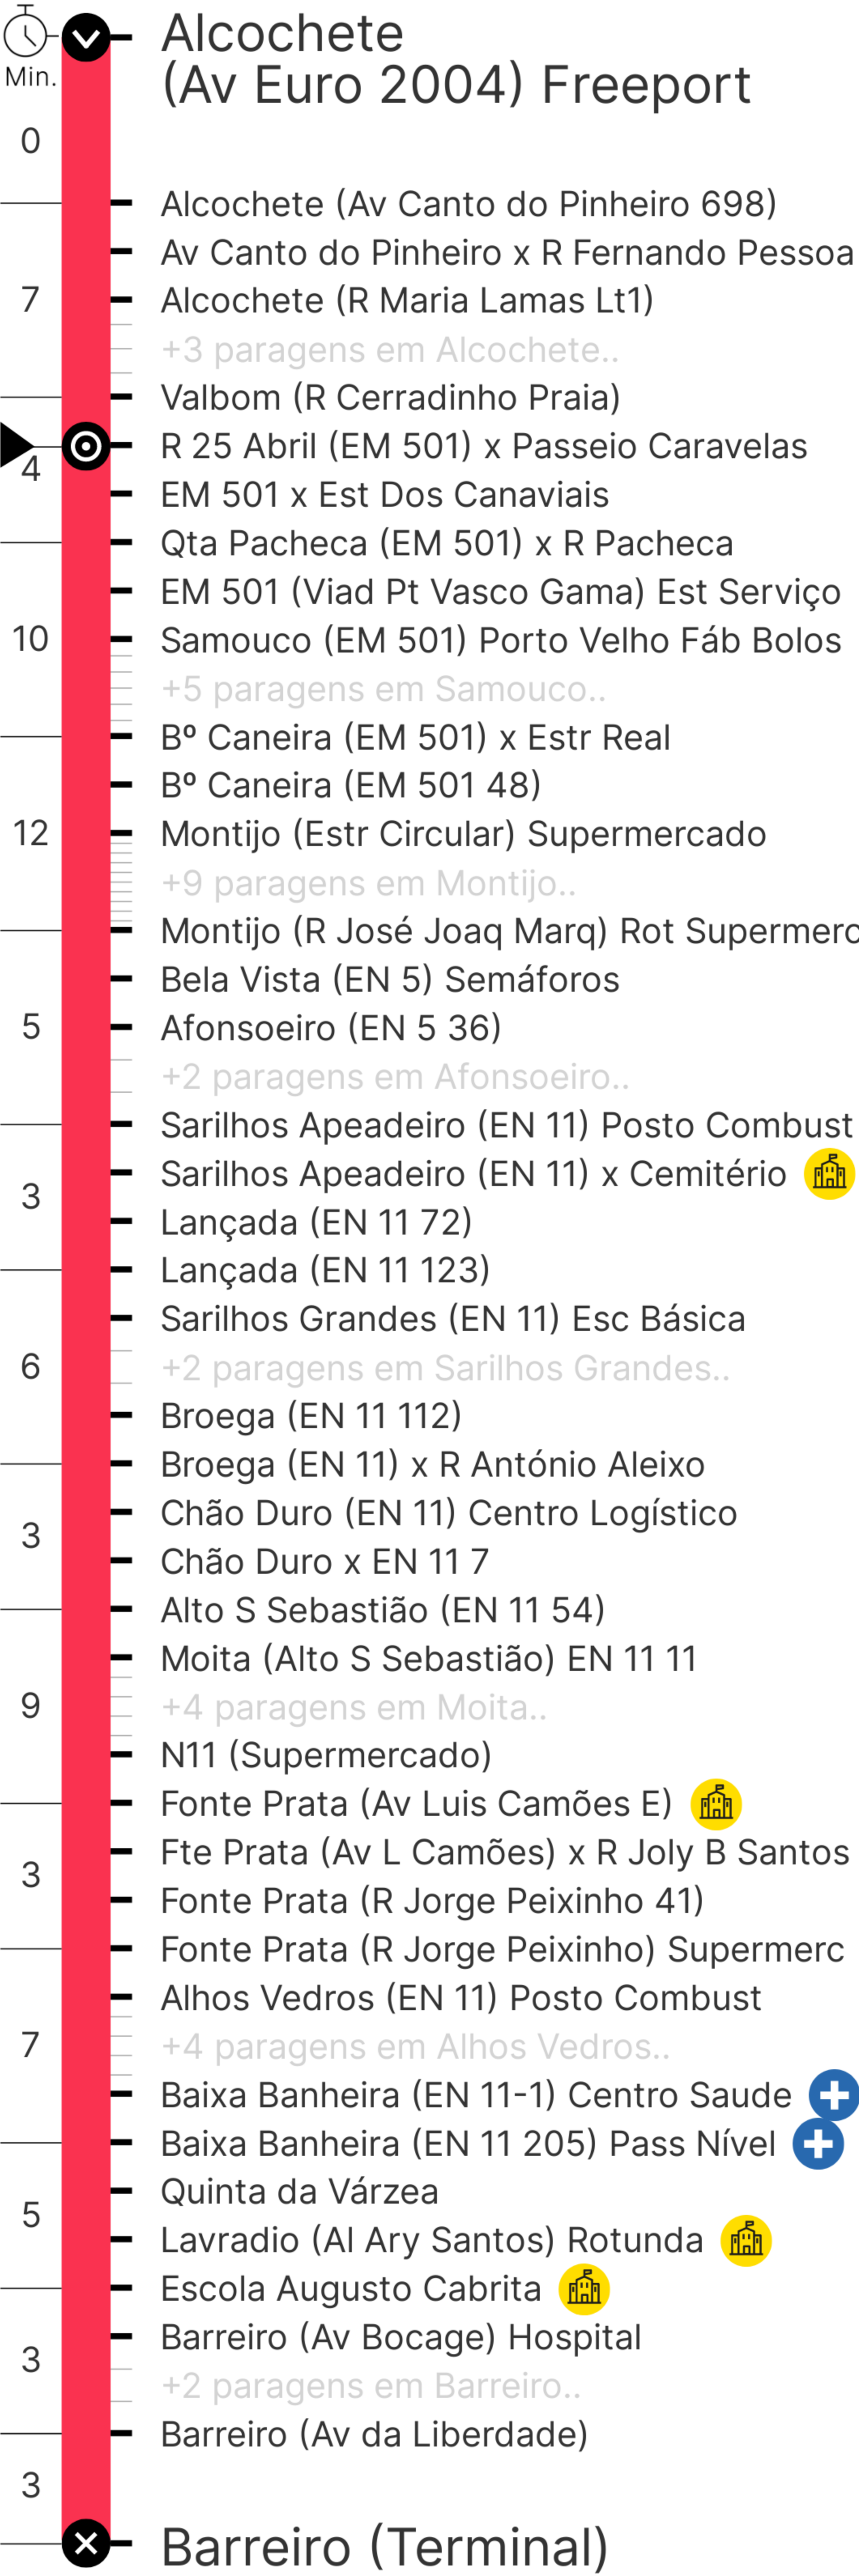 Alcochete
(Av Euro 2004) Freeport
Min.
0
Alcochete (Av Canto do Pinheiro 698)
Av Canto do Pinheiro x R Fernando Pessoa
7
Alcochete (R Maria Lamas Lt1)
+3 paragens em Alcochete..
Valbom (R Cerradinho Praia)
R 25 Abril (EM 501) x Passeio Caravelas
4
EM 501 x Est Dos Canaviais
Qta Pacheca (EM 501) x R Pacheca
EM 501 (Viad Pt Vasco Gama) Est Serviço
10
Samouco (EM 501) Porto Velho Fáb Bolos
+5 paragens em Samouco..
Bº Caneira (EM 501) x Estr Real
Bº Caneira (EM 501 48)
12
Montijo (Estr Circular) Supermercado
+9 paragens em Montijo..
Montijo (R José Joaq Marq) Rot Supermerc
Bela Vista (EN 5) Semáforos
5
Afonsoeiro (EN 5 36)
+2 paragens em Afonsoeiro..
Sarilhos Apeadeiro (EN 11) Posto Combust
Sarilhos Apeadeiro (EN 11) x Cemitério
3
Lançada (EN 11 72)
Lançada (EN 11 123)
Sarilhos Grandes (EN 11) Esc Básica
6
+2 paragens em Sarilhos Grandes..
Broega (EN 11 112)
Broega (EN 11) x R António Aleixo
Chão Duro (EN 11) Centro Logístico
3
Chão Duro x EN 11 7
Alto S Sebastião (EN 11 54)
Moita (Alto S Sebastião) EN 11 11
9
+4 paragens em Moita..
N11 (Supermercado)
Fonte Prata (Av Luis Camões E)
Fte Prata (Av L Camões) x R Joly B Santos
3
Fonte Prata (R Jorge Peixinho 41)
Fonte Prata (R Jorge Peixinho) Supermerc
Alhos Vedros (EN 11) Posto Combust
7
+4 paragens em Alhos Vedros..
Baixa Banheira (EN 11-1) Centro Saude
Baixa Banheira (EN 11 205) Pass Nível
Quinta da Várzea
5
Lavradio (Al Ary Santos) Rotunda
Escola Augusto Cabrita
Barreiro (Av Bocage) Hospital
3
+2 paragens em Barreiro..
Barreiro (Av da Liberdade)
3
Barreiro (Terminal)